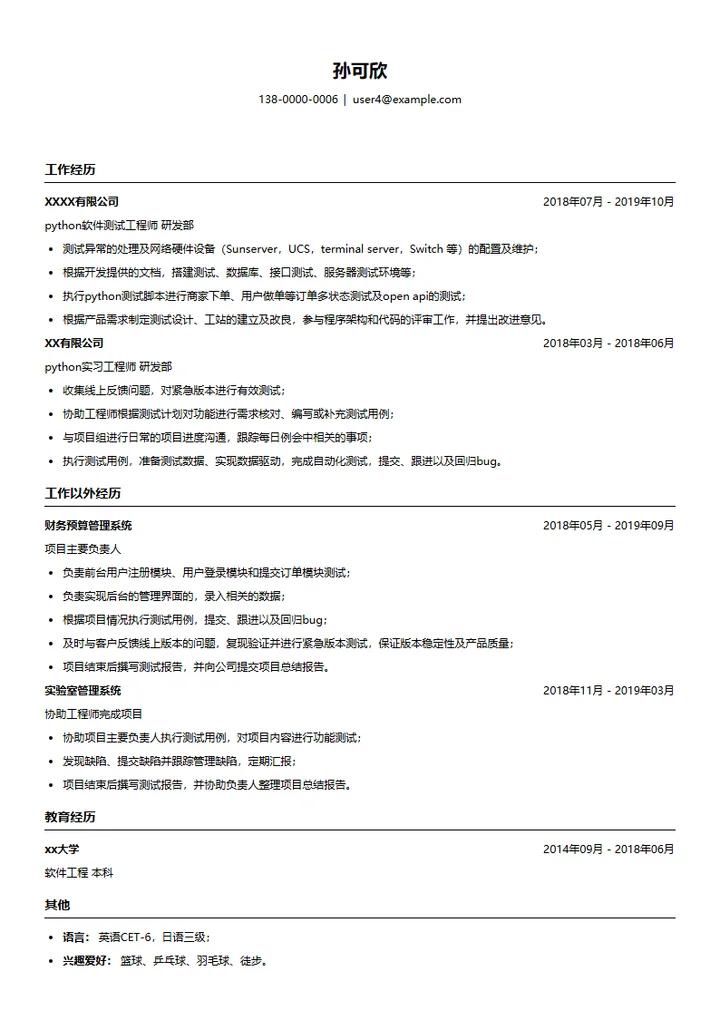 孙可欣
138-0000-0006 | user4@example.com
工作经历
XXXX有限公司 2018年07月 - 2019年10月
python软件测试工程师 研发部
• 测试异常的处理及网络硬件设备（Sunserver，UCS，terminal server，Switch 等）的配置及维护；
• 根据开发提供的文档，搭建测试、数据库、接口测试、服务器测试环境等；
• 执行python测试脚本进行商家下单、用户做单等订单多状态测试及open api的测试；
• 根据产品需求制定测试设计、工站的建立及改良，参与程序架构和代码的评审工作，并提出改进意见。
XX有限公司 2018年03月 - 2018年06月
python实习工程师 研发部
• 收集线上反馈问题，对紧急版本进行有效测试；
• 协助工程师根据测试计划对功能进行需求核对、编写或补充测试用例；
• 与项目组进行日常的项目进度沟通，跟踪每日例会中相关的事项；
• 执行测试用例，准备测试数据、实现数据驱动，完成自动化测试，提交、跟进以及回归bug。
工作以外经历
财务预算管理系统 2018年05月 - 2019年09月
项目主要负责人
• 负责前台用户注册模块、用户登录模块和提交订单模块测试；
• 负责实现后台的管理界面的，录入相关的数据；
• 根据项目情况执行测试用例，提交、跟进以及回归bug；
• 及时与客户反馈线上版本的问题，复现验证并进行紧急版本测试，保证版本稳定性及产品质量；
• 项目结束后撰写测试报告，并向公司提交项目总结报告。
实验室管理系统 2018年11月 - 2019年03月
协助工程师完成项目
• 协助项目主要负责人执行测试用例，对项目内容进行功能测试；
• 发现缺陷、提交缺陷并跟踪管理缺陷，定期汇报；
• 项目结束后撰写测试报告，并协助负责人整理项目总结报告。
教育经历
xx大学 2014年09月 - 2018年06月
软件工程 本科
其他
• 语言： 英语CET-6，日语三级；
• 兴趣爱好： 篮球、乒乓球、羽毛球、徒步。